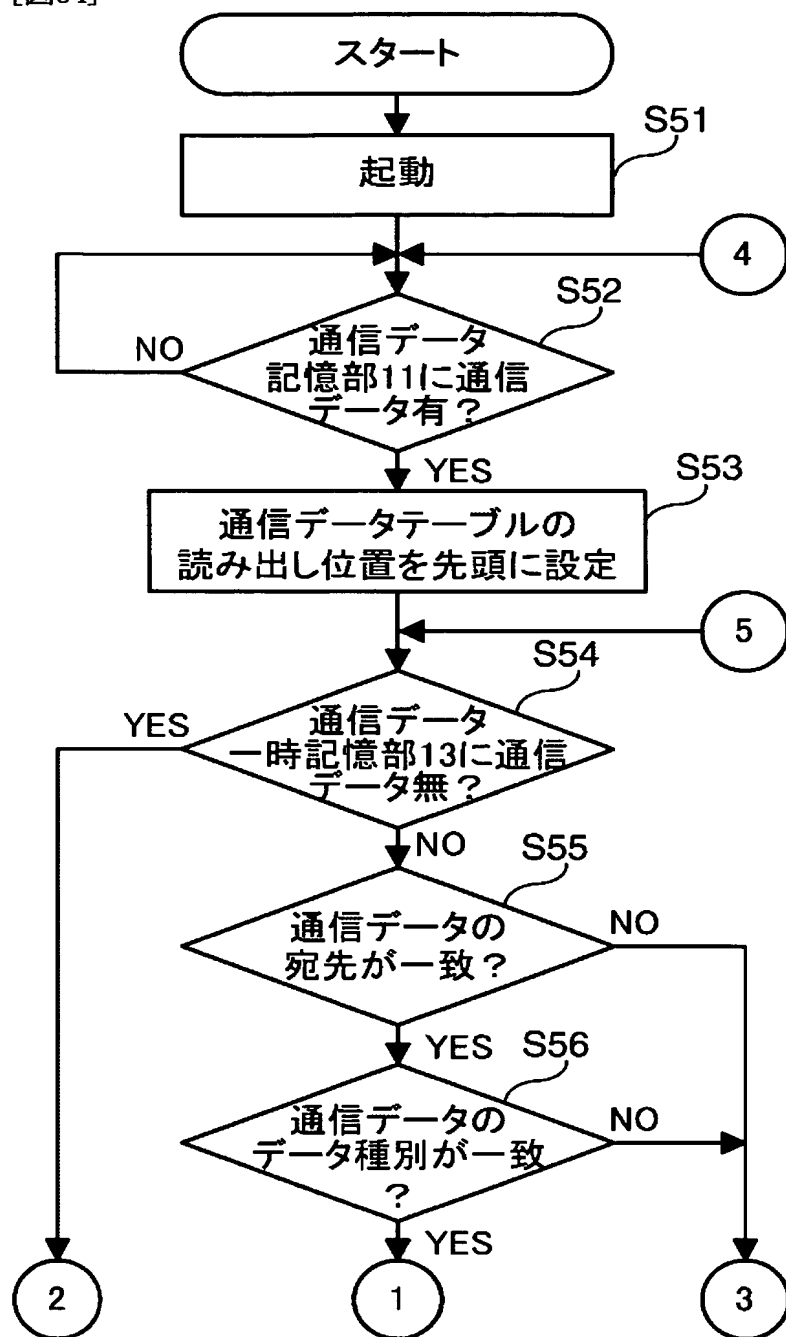 スタート
S51
起動
4
S52
通信データ
記憶部11に通信
データ有？
NO
YES
S53
通信データテーブルの
読み出し位置を先頭に設定
5
S54
YES
通信データ
一時記憶部13に通信
データ無？
NO
S55
通信データの
宛先が一致？
NO
YES
S56
通信データの
データ種別が一致
？
NO
YES
2
1
3